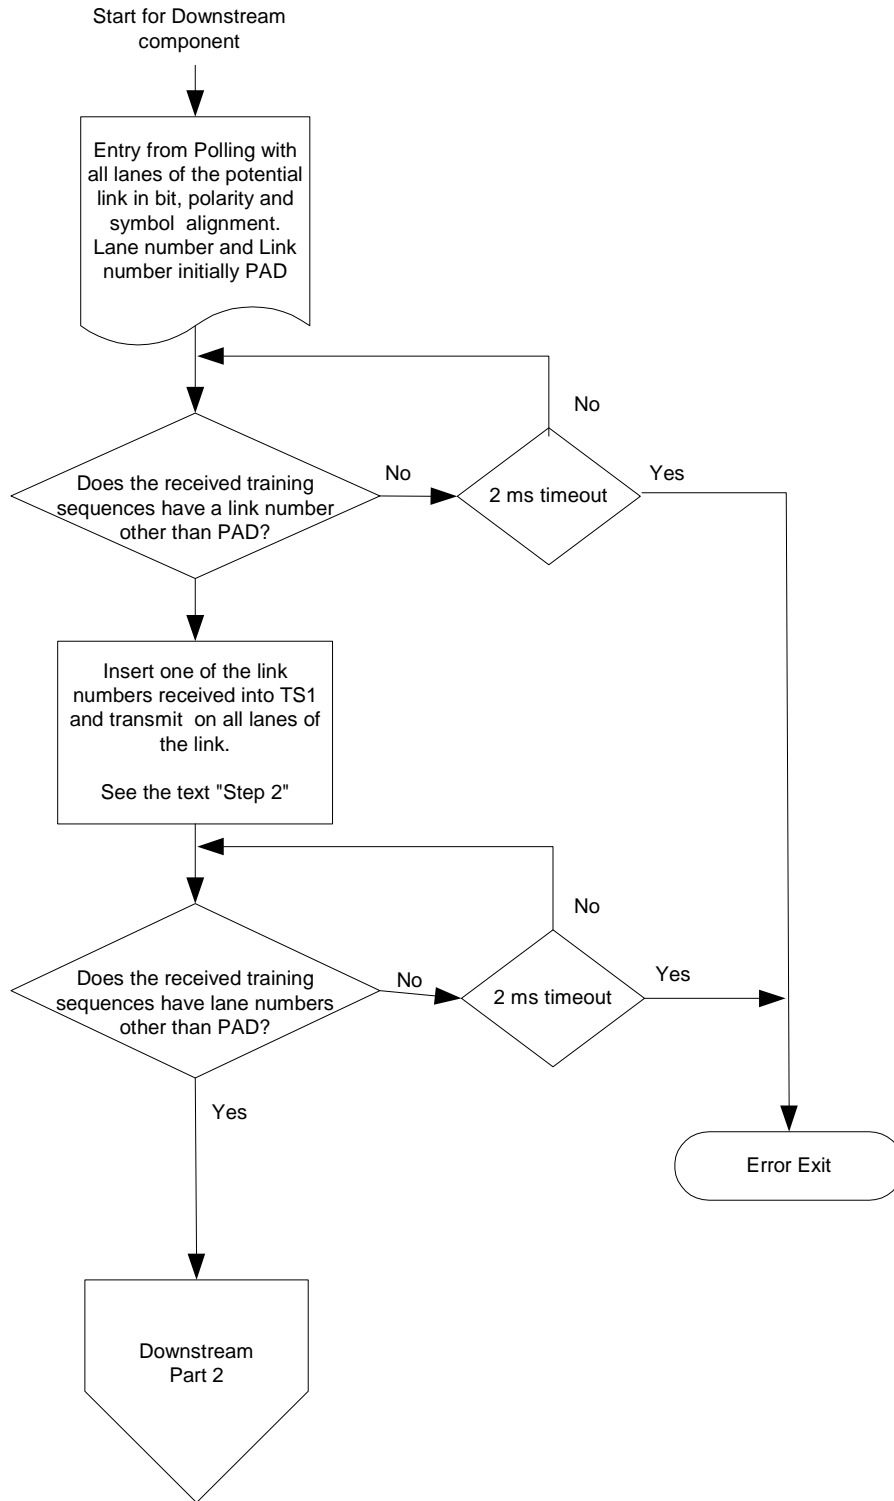 Start for Downstream
component
Entry from Polling with
all lanes of the potential
link in bit, polarity and
symbol alignment.
Lane number and Link
number initially PAD
No
Does the received training
sequences have a link number
other than PAD?
No
2 ms timeout
Yes
Insert one of the link
numbers received into TS1
and transmit on all lanes of
the link.
See the text "Step 2"
No
Does the received training
sequences have lane numbers
other than PAD?
No
2 ms timeout
Yes
Yes
Error Exit
Downstream
Part 2